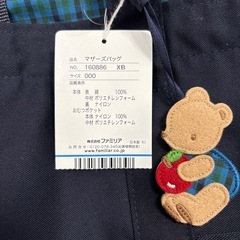 品名 マザーズバッグ
NO. 160886 XB
サイズ 000
本体 表 綿 100%
中材 ポリエチレンフォーム
裏 ナイロン
おむつポケット
本体 ナイロン 100%
中材 ポリエチレンフォーム
株式会社 ファミリア
www.familiar.co.jp